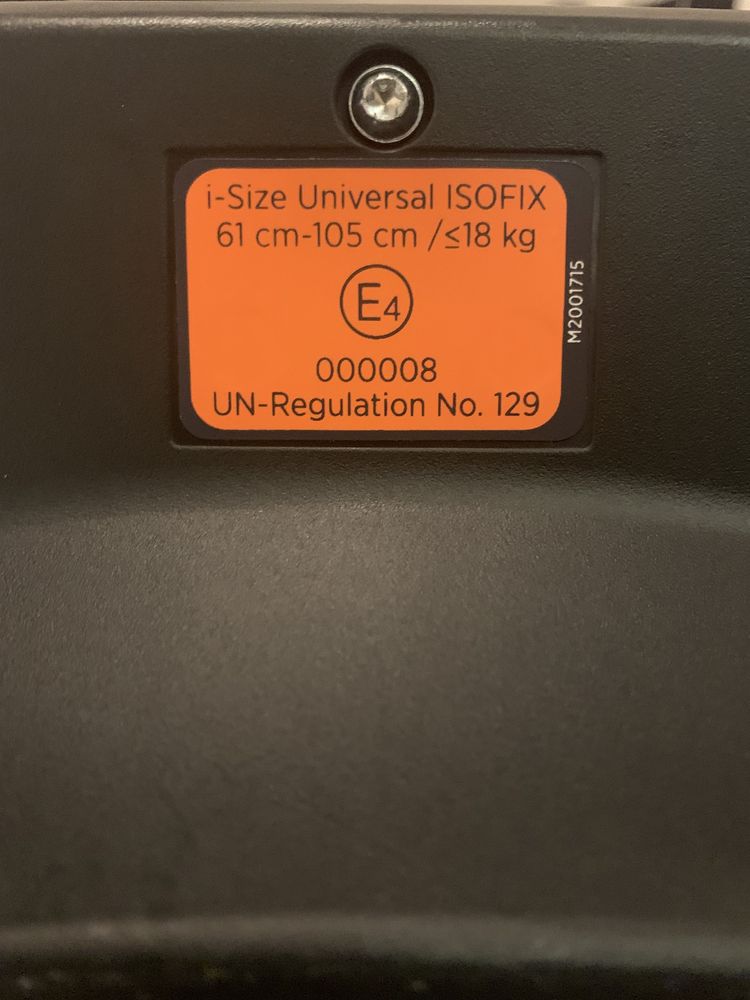 i-Size Universal ISOFIX
61 cm-105 cm /≤18 kg
E4
000008
UN-Regulation No. 129
M2001715